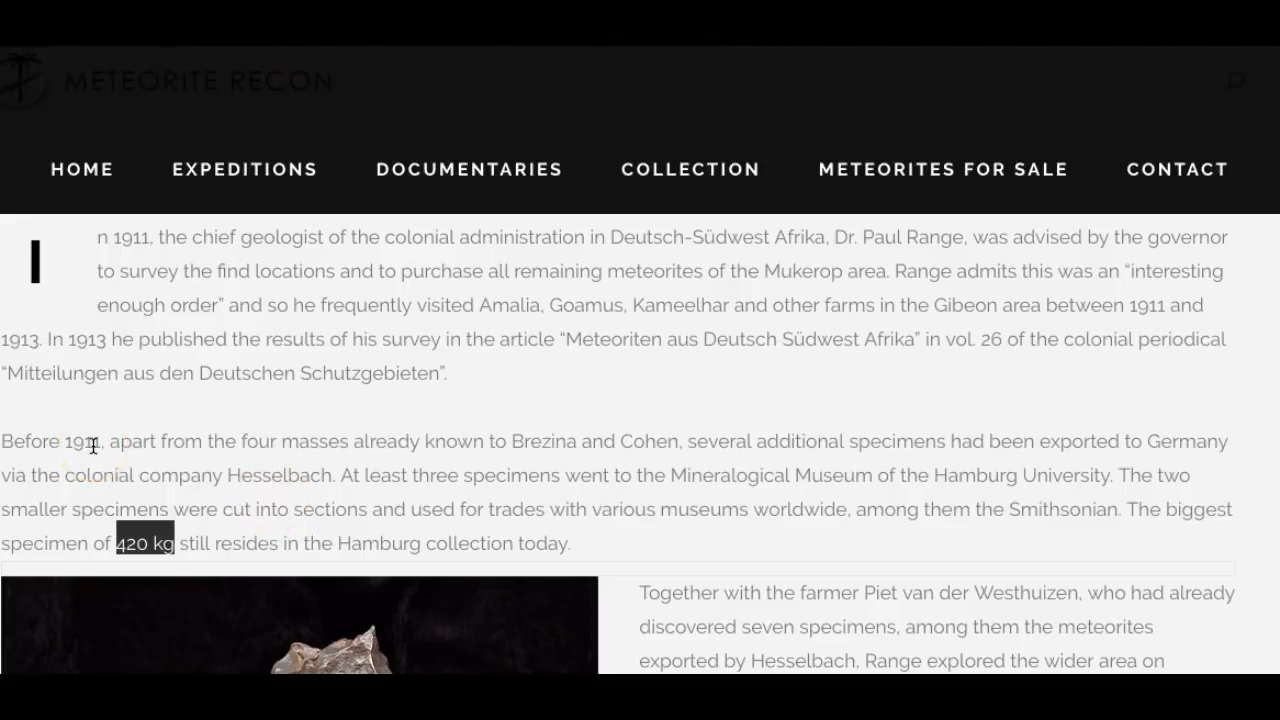 METEORITE RECON
HOME EXPEDITIONS DOCUMENTARIES COLLECTION METEORITES FOR SALE CONTACT
In 1911, the chief geologist of the colonial administration in Deutsch-Südwest Afrika, Dr. Paul Range, was advised by the governor
to survey the find locations and to purchase all remaining meteorites of the Mukerop area. Range admits this was an “interesting
enough order” and so he frequently visited Amalia, Goamus, Kameelhar and other farms in the Gibeon area between 1911 and
1913. In 1913 he published the results of his survey in the article “Meteoriten aus Deutsch Südwest Afrika” in vol. 26 of the colonial periodical
“Mitteilungen aus den Deutschen Schutzgebieten”.
Before 1911, apart from the four masses already known to Brezina and Cohen, several additional specimens had been exported to Germany
via the colonial company Hesselbach. At least three specimens went to the Mineralogical Museum of the Hamburg University. The two
smaller specimens were cut into sections and used for trades with various museums worldwide, among them the Smithsonian. The biggest
specimen of 420 kg still resides in the Hamburg collection today.
Together with the farmer Piet van der Westhuizen, who had already
discovered seven specimens, among them the meteorites
exported by Hesselbach, Range explored the wider area on